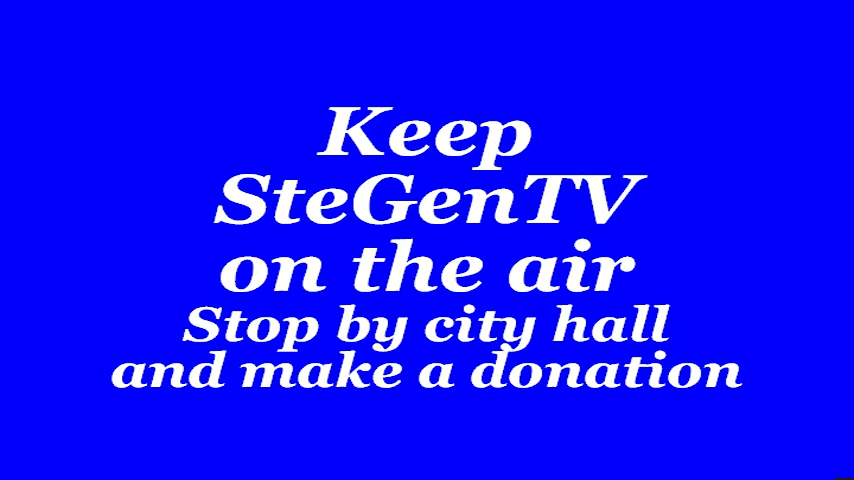 Keep
SteGenTV
on the air
Stop by city hall
and make a donation